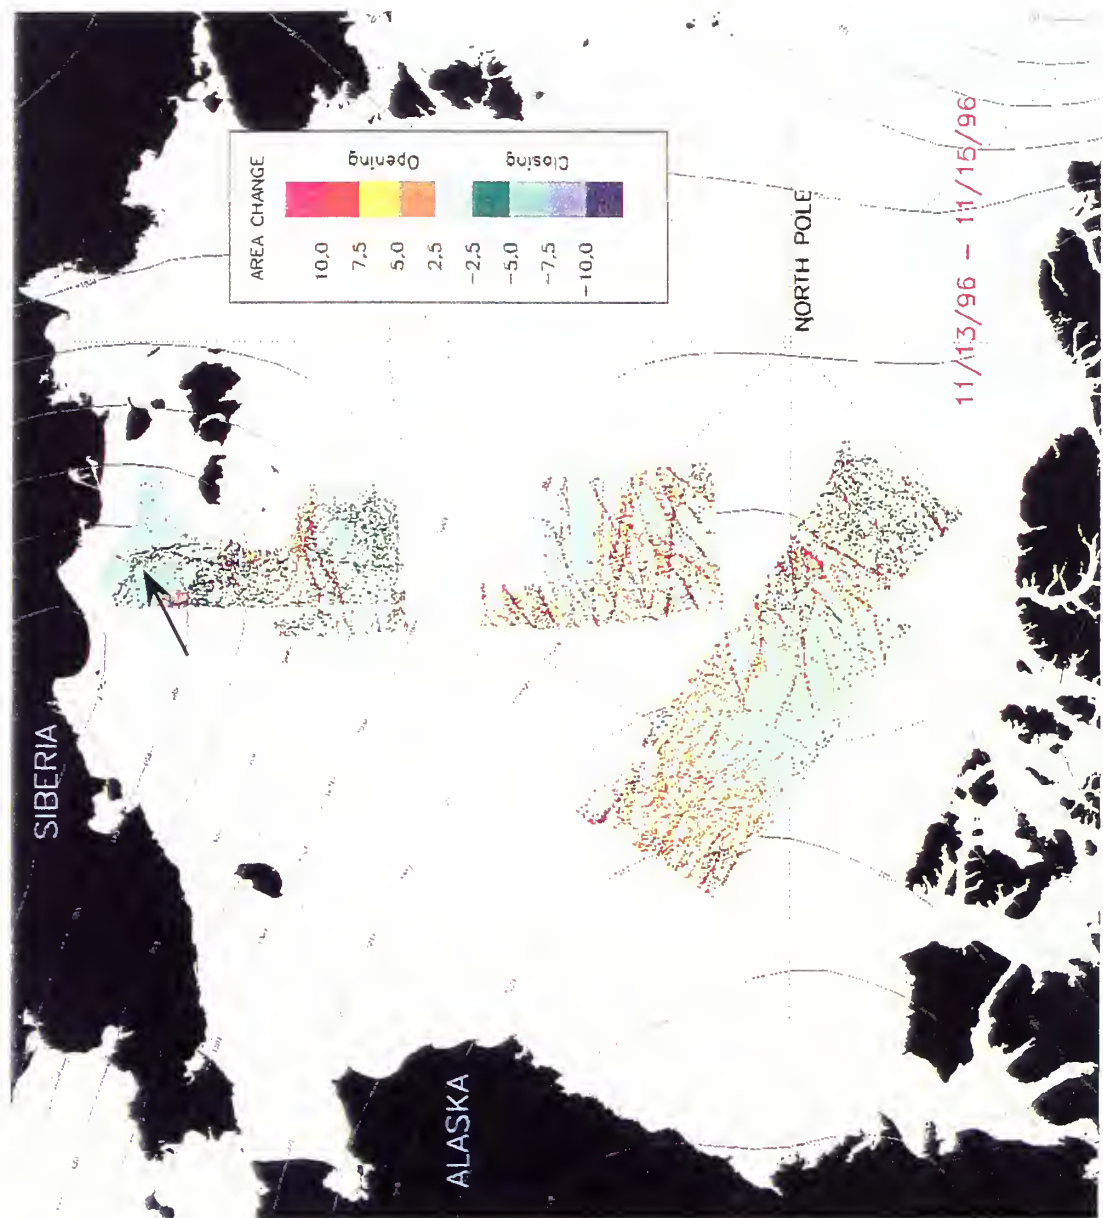 SIBERIA
ALASKA
NORTH POLE
11/13/96 - 11/15/96
AREA CHANGE
Opening
Closing
10.0
7.5
5.0
2.5
-2.5
-5.0
-7.5
-10.0